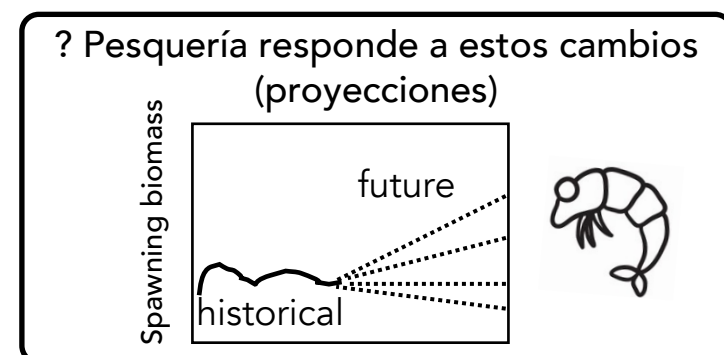 ? Pesquería responde a estos cambios
(proyecciones)
Spawning biomass
future
historical